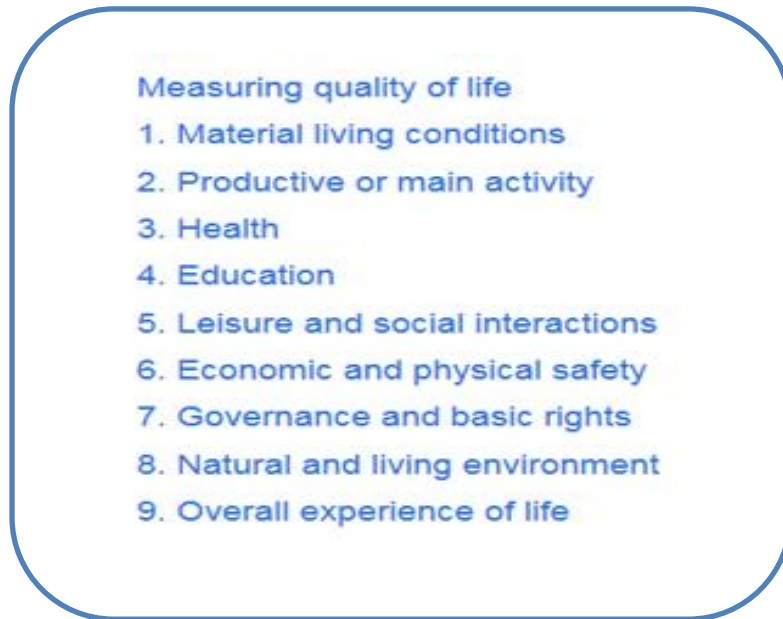 Measuring quality of life
1. Material living conditions
2. Productive or main activity
3. Health
4. Education
5. Leisure and social interactions
6. Economic and physical safety
7. Governance and basic rights
8. Natural and living environment
9. Overall experience of life